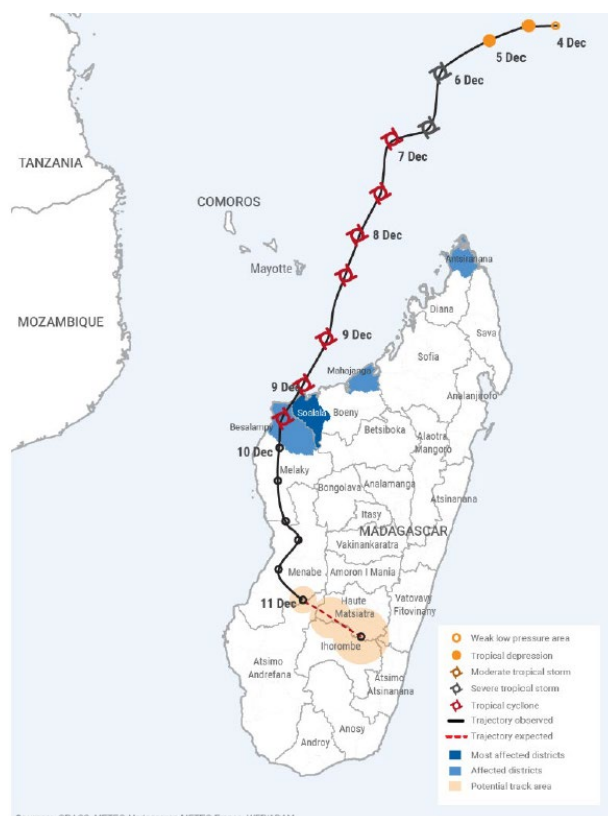 4 Dec
5 Dec
6 Dec
7 Dec
TANZANIA
COMOROS
8 Dec
Mayotte
Antsiranana
Diana
MOZAMBIQUE
9 Dec
Sava
Sofia
Mahajanga
9 Dec
Analanjirofo
Soalala
Boeny
Besalampy
Betsiboka
Alaotra
Mangoro
10 Dec
Melaky
Bongolava
Analamanga
Atsinanana
Itasy
MADAGASCAR
Vakinankaratra
Menabe
Amoron I Mania
11 Dec
Haute
Matsiatra
Vatovavy
Fitovinany
Ihorombe
Atsimo
Andrefana
Atsimo
Atsinanana
Anosy
Androy
Weak low pressure area
Tropical depression
Moderate tropical storm
Severe tropical storm
Tropical cyclone
Trajectory observed
Trajectory expected
Most affected districts
Affected districts
Potential track area